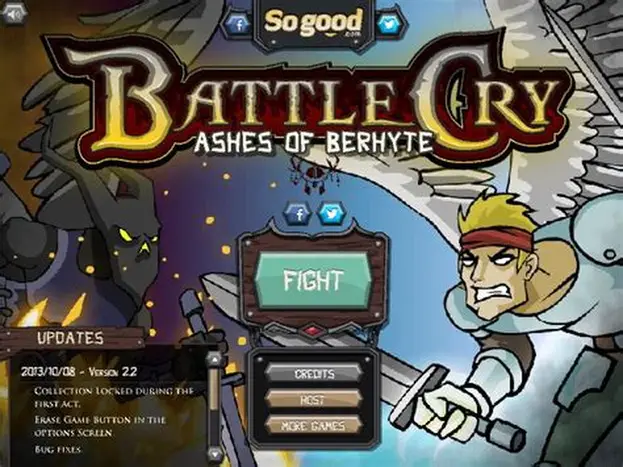 So good
.com
BATTLE CRY
ASHES OF BERHYTE
FIGHT
UPDATES
2013/10/08 - VERSION 2.2
COLLECTION LOCKED DURING THE
FIRST ACT.
ERASE GAME BUTTON IN THE
OPTIONS SCREEN.
BUG FIXES
CREDITS
HOST
MORE GAMES